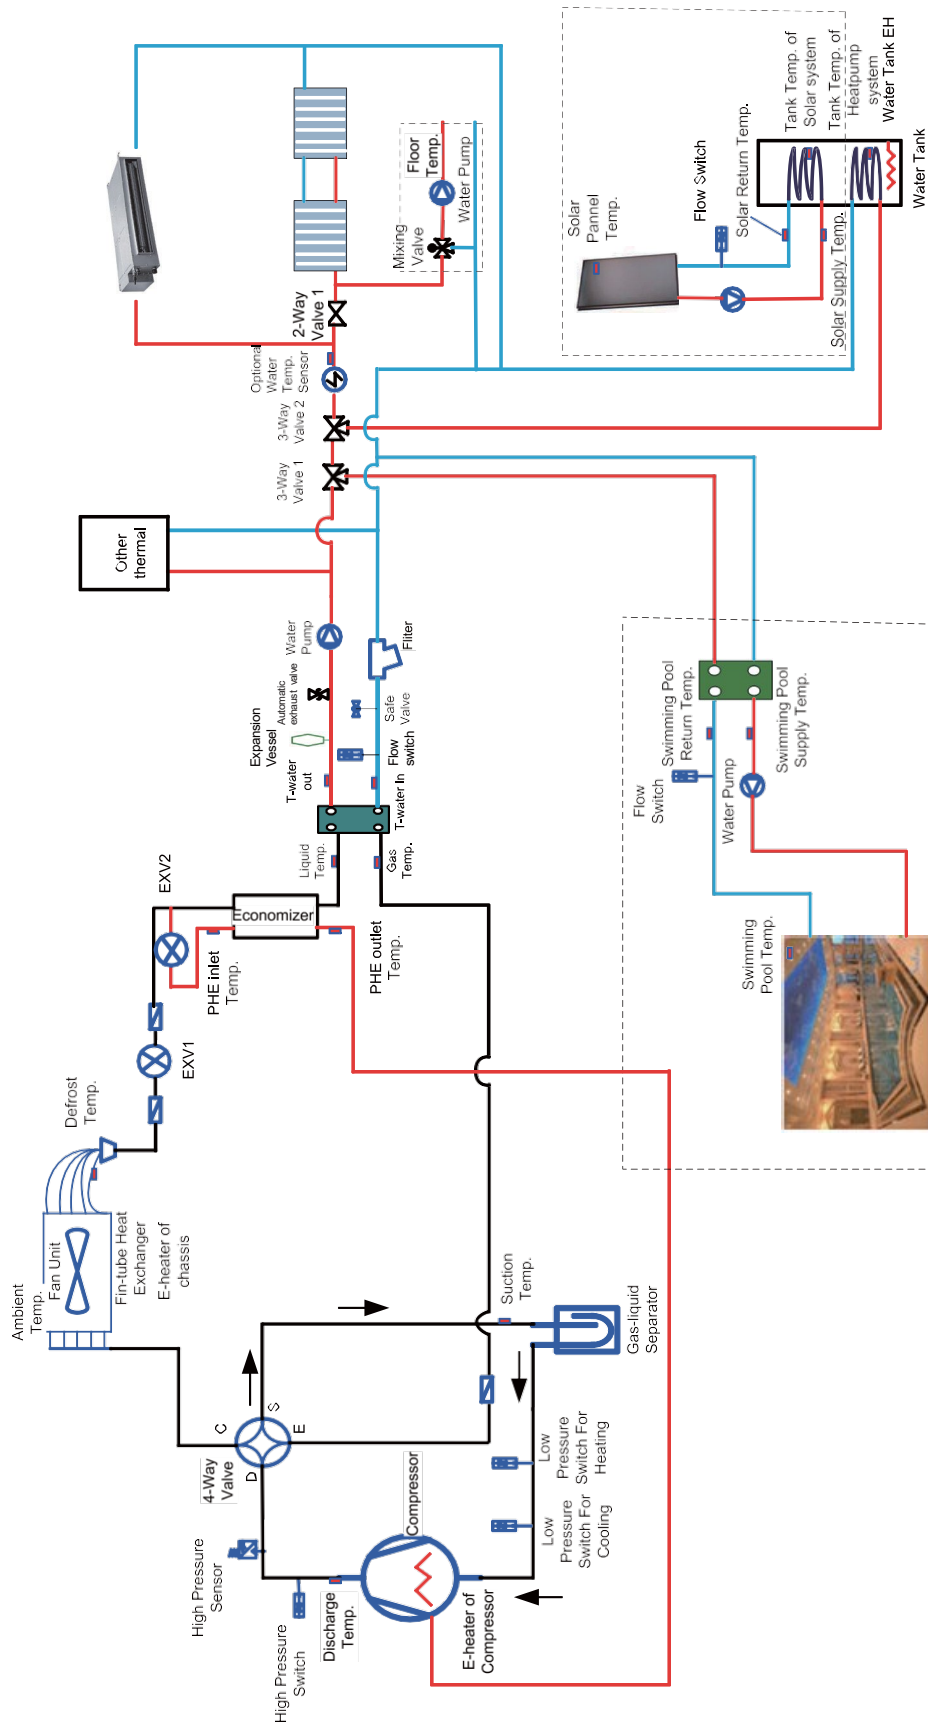 Ambient
Temp.
Fan Unit
Fin-tube Heat
Exchanger
E-heater of
chassis
Defrost
Temp.
EXV1
EXV2
PHE inlet
Temp.
Economizer
PHE outlet
Temp.
Liquid
Temp.
Gas
Temp.
T-water
out
T-water In
Expansion
Vessel
Automatic
exhaust valve
Flow
switch
Safe
Valve
Water
Pump
Fliter
Other
thermal
3-Way
Valve 1
3-Way
Valve 2
Optional
Water
Temp.
Sensor
2-Way
Valve 1
Mixing
Valve
Floor
Temp.
Water Pump
Solar
Pannel
Temp.
Flow Switch
Solar Return Temp.
Solar Supply Temp.
Tank Temp. of
Solar system
Tank Temp. of
Heatpump
system
Water Tank EH
Water Tank
4-Way
Valve
C
S
E
D
High Pressure
Sensor
High Pressure
Switch
Discharge
Temp.
Compressor
E-heater of
Compressor
Low
Pressure
Switch For
Cooling
Low
Pressure
Switch For
Heating
Suction
Temp.
Gas-liquid
Separator
Flow
Switch
Swimming Pool
Return Temp.
Water Pump
Swimming Pool
Supply Temp.
Swimming
Pool Temp.